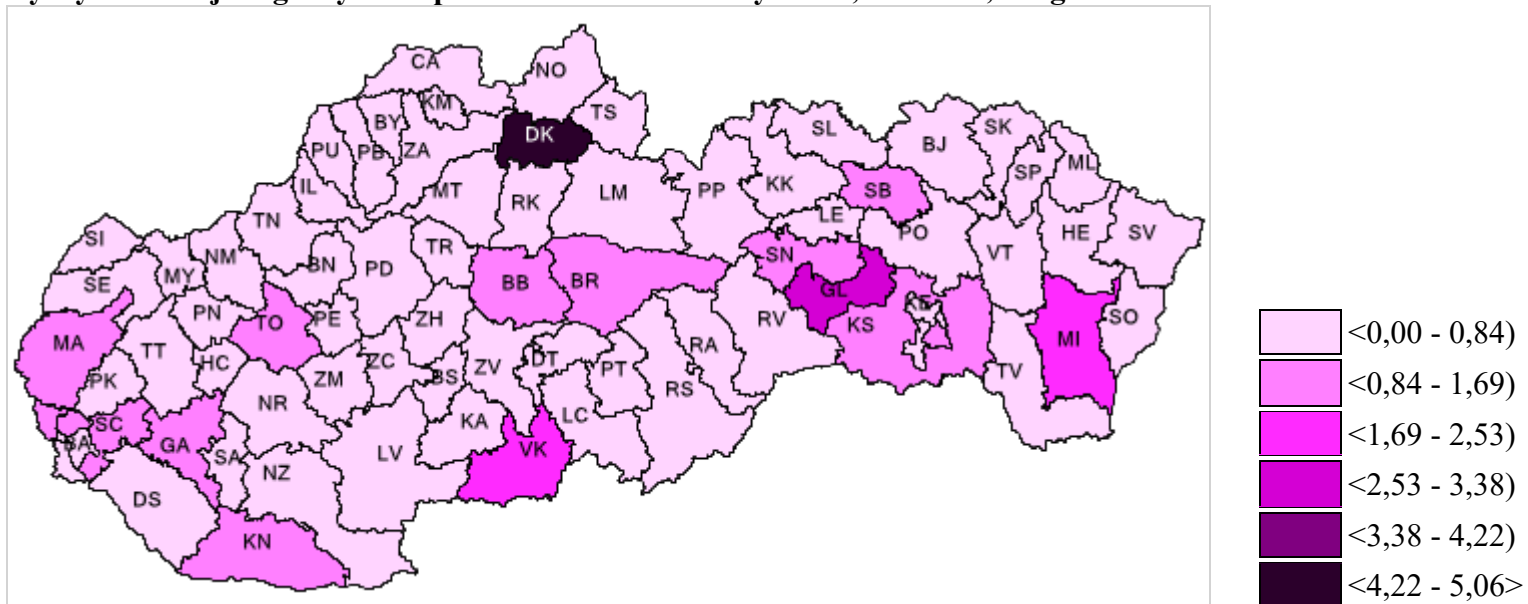 CA
NO
KM
TS
BY
DK
PU
PB
ZA
SL
SK
BJ
ML
SP
IL
MT
RK
LM
PP
KK
SB
TN
LE
PO
SI
TR
HE
SV
NM
BN
PD
SN
VT
MY
SE
BB
BR
GL
PN
TO
PE
ZH
RV
KS
KE
SO
MA
TT
HC
ZC
ZV
DT
RA
MI
PK
ZM
BS
PT
TV
NR
RS
SC
KA
LC
BA
GA
SA
LV
VK
NZ
DS
KN
<0,00 - 0,84)
<0,84 - 1,69)
<1,69 - 2,53)
<2,53 - 3,38)
<3,38 - 4,22)
<4,22 - 5,06>